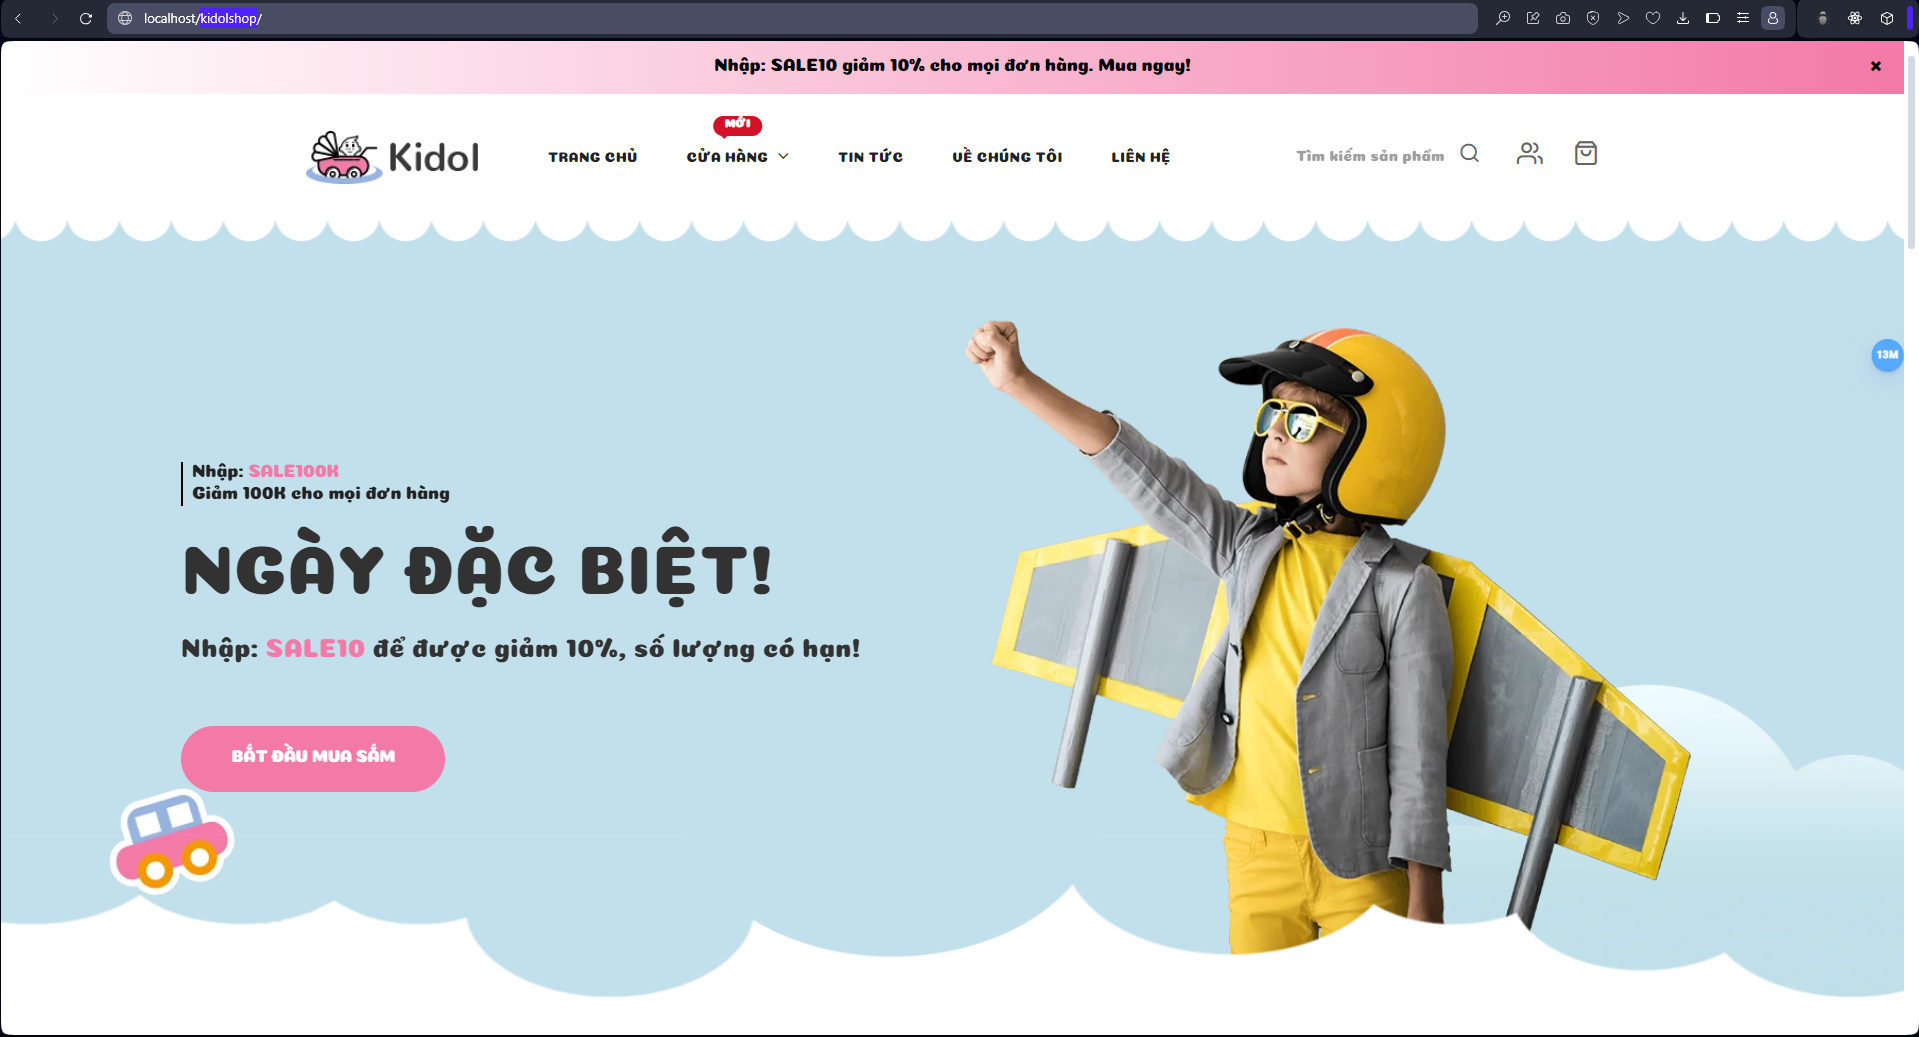 localhost/kidolshop/
Nhập: SALE10 giảm 10% cho mọi đơn hàng. Mua ngay!
Kidol
TRANG CHỦ
MỚI
CỬA HÀNG
TIN TỨC
VỀ CHÚNG TÔI
LIÊN HỆ
Tìm kiếm sản phẩm
13M
Nhập: SALE100K
Giảm 100K cho mọi đơn hàng
NGÀY ĐẶC BIỆT!
Nhập: SALE10 để được giảm 10%, số lượng có hạn!
BẮT ĐẦU MUA SẮM